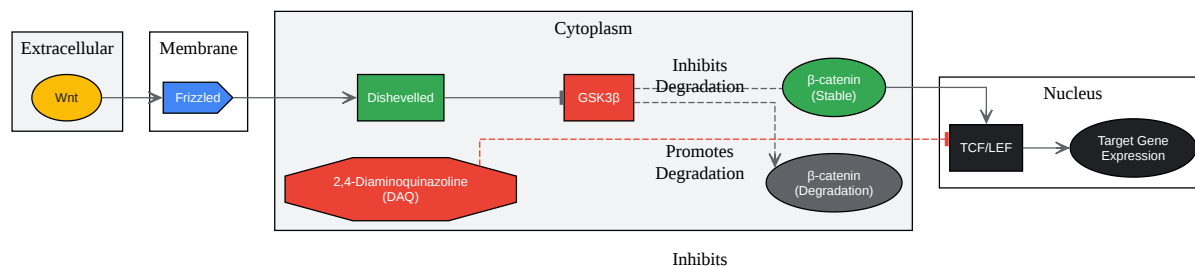 Cytoplasm
Extracellular
Membrane
Wnt
Frizzled
Dishevelled
GSK3β
Inhibits
Degradation
β-catenin
(Stable)
Nucleus
TCF/LEF
Target Gene
Expression
2,4-Diaminoquinazoline
(DAQ)
Promotes
Degradation
β-catenin
(Degradation)
Inhibits